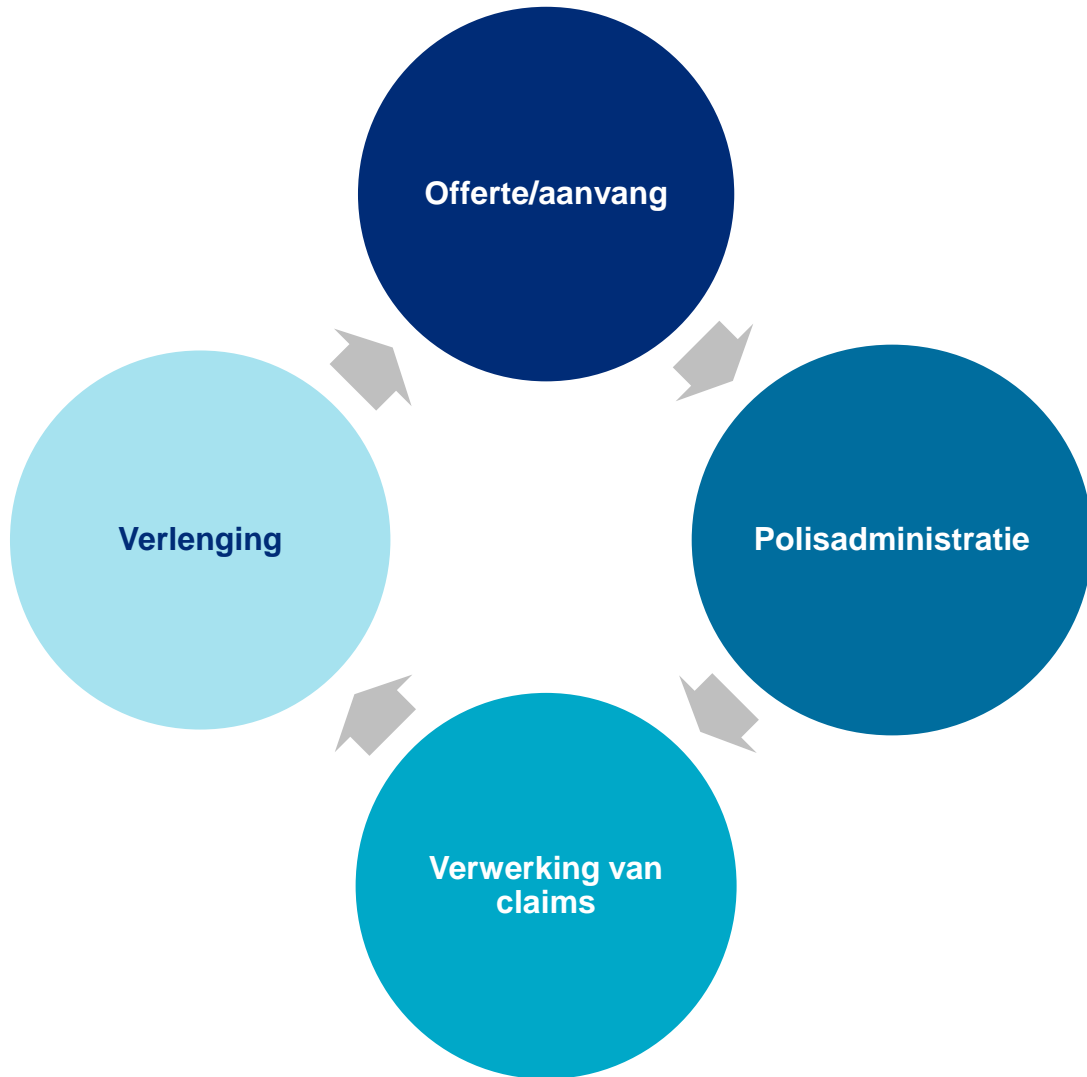 Offerte/aanvang
Verlenging
Polisadministratie
Verwerking van
claims